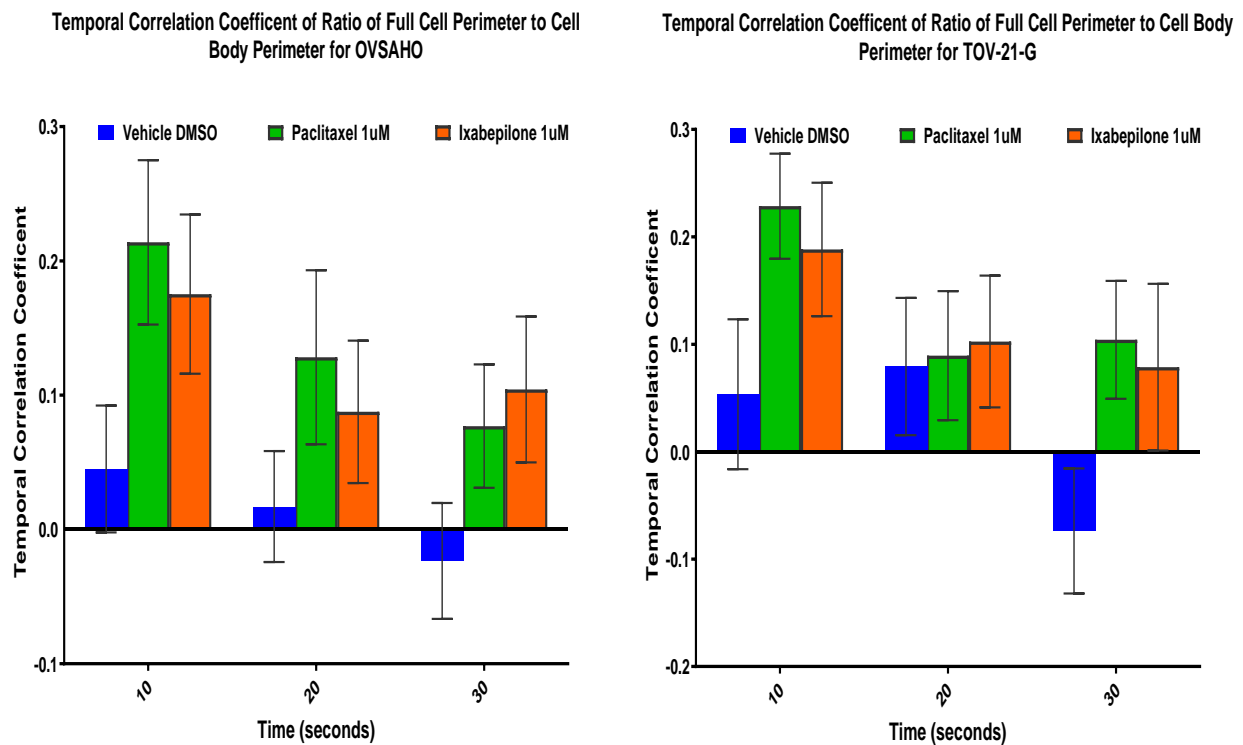 Temporal Correlation Coefficent of Ratio of Full Cell Perimeter to Cell
Body Perimeter for OVSAHO
Vehicle DMSO
Paclitaxel 1uM
Ixabepilone 1uM
Temporal Correlation Coefficent
0.3
0.2
0.1
0.0
-0.1
10
20
30
Time (seconds)
Temporal Correlation Coefficent of Ratio of Full Cell Perimeter to Cell Body
Perimeter for TOV-21-G
Vehicle DMSO
Paclitaxel 1uM
Ixabepilone 1uM
Temporal Correlation Coefficent
0.3
0.2
0.1
0.0
-0.1
-0.2
10
20
30
Time (seconds)